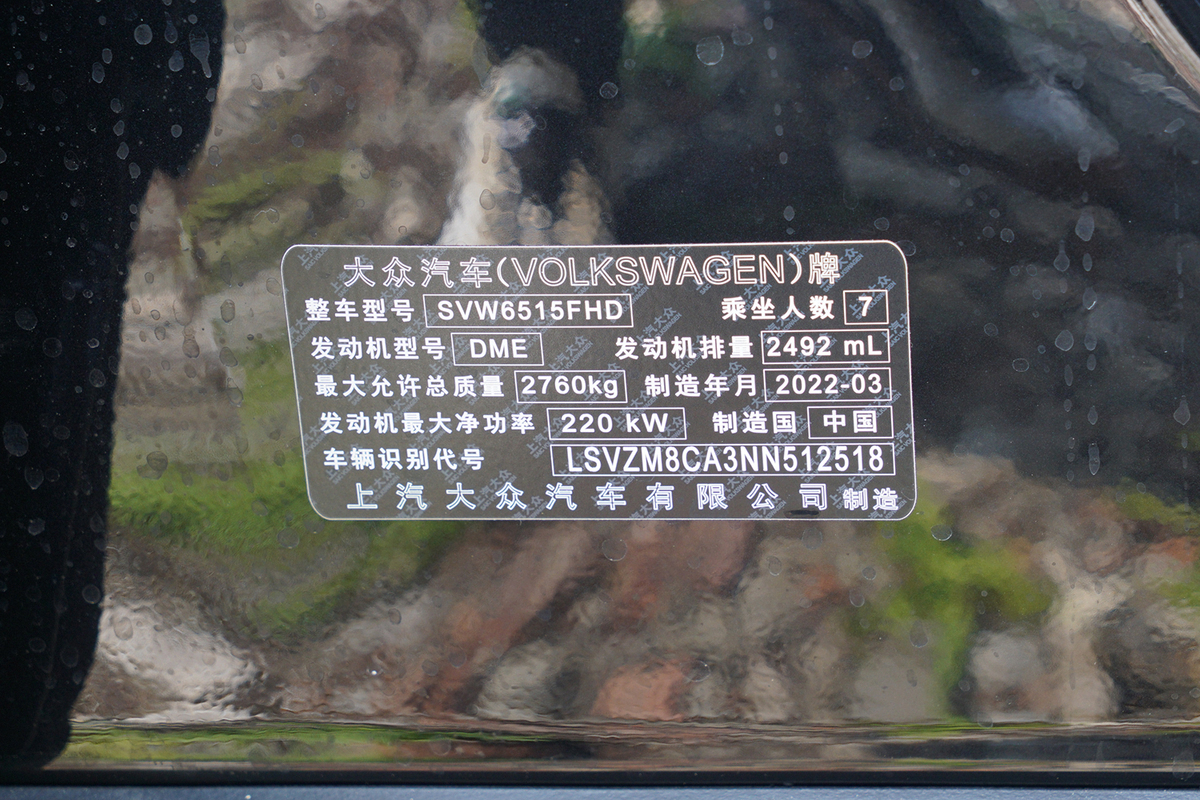 大众汽车(VOLKSWAGEN)牌
整车型号 SVW6515FHD 乘坐人数 7
发动机型号 DME 发动机排量 2492 mL
最大允许总质量 2760kg 制造年月 2022-03
发动机最大净功率 220 kW 制造国 中国
车辆识别代号 LSVZM8CA3NN512518
上汽大众汽车有限公司制造